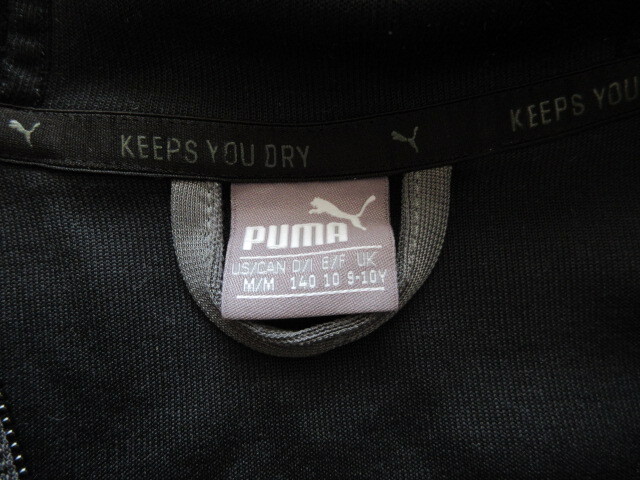 KEEPS YOU DRY
KEEPS YOU
PUMA
US/CAN D/I E/F UK
M/M 140 10 9-10Y